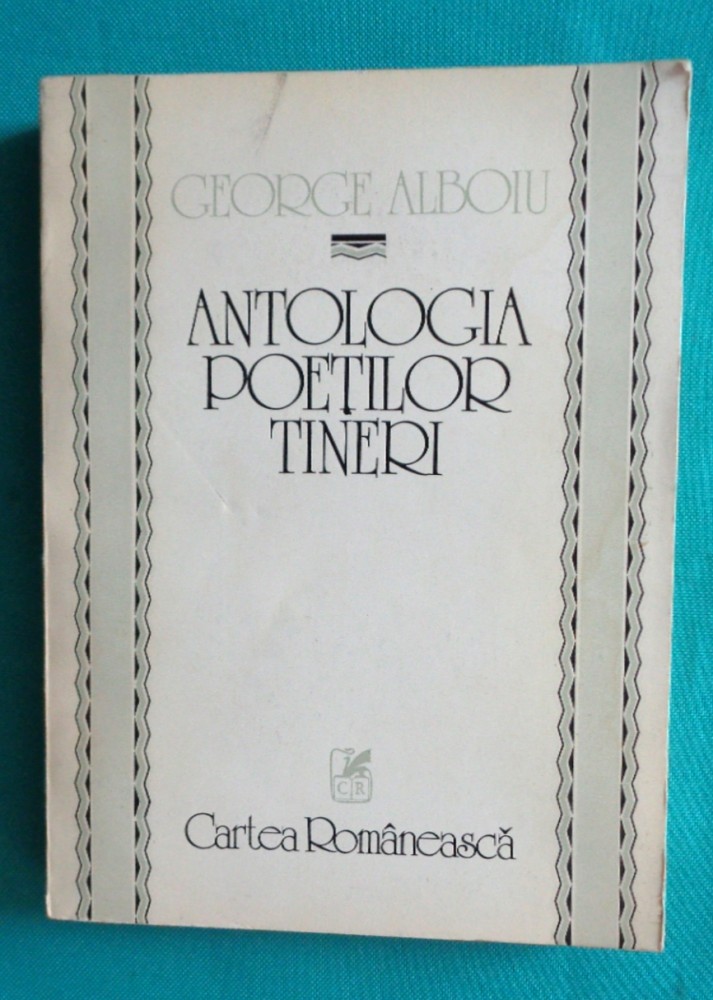 GEORGE ALBOIU
ANTOLOGIA
POEȚILOR
TINERI
CR
Cartea Românească